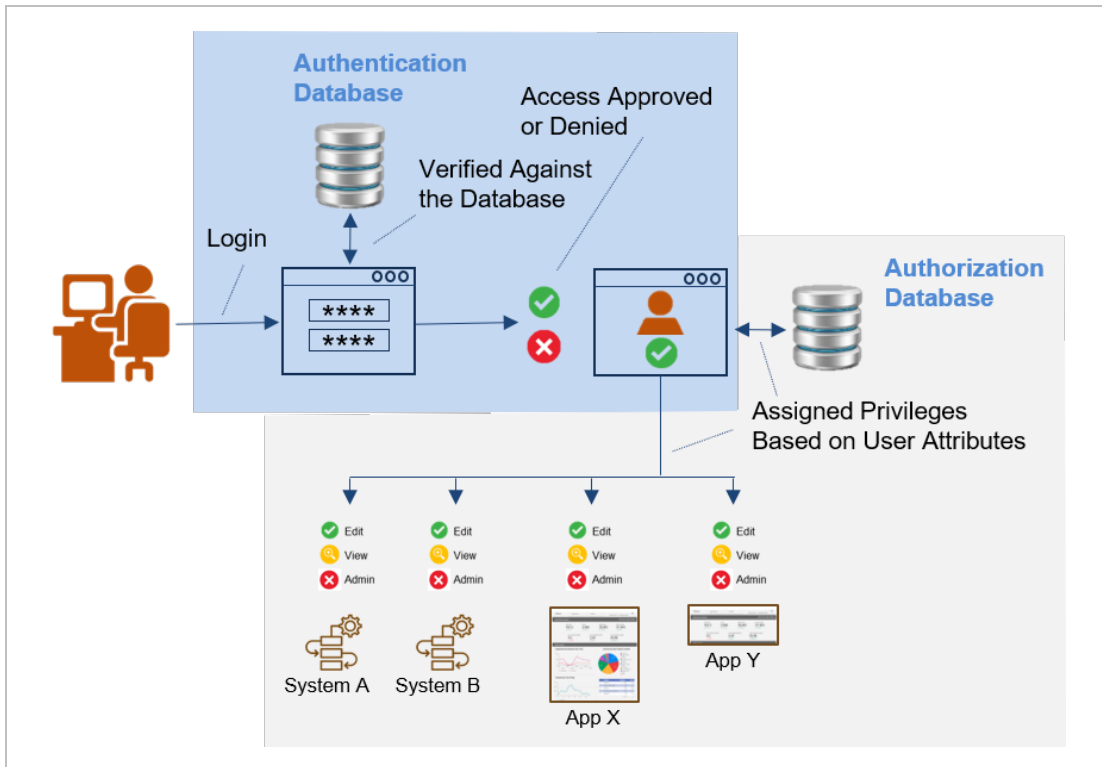 Authentication
Database
Access Approved
or Denied
Verified Against
the Database
Login
****
****
Authorization
Database
Assigned Privileges
Based on User Attributes
Edit
View
Admin
Edit
View
Admin
Edit
View
Admin
Edit
View
Admin
System A
System B
App X
App Y